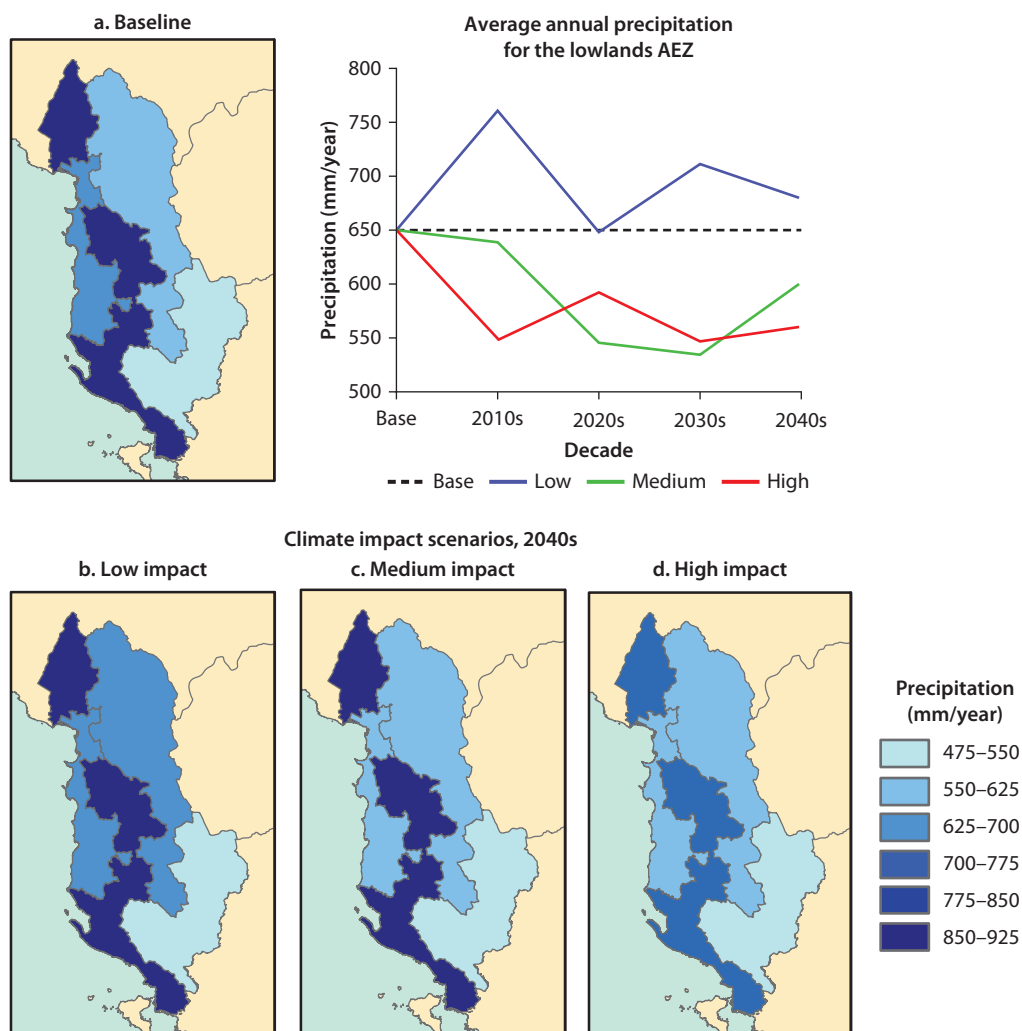 a. Baseline
Average annual precipitation
for the lowlands AEZ
Precipitation (mm/year)
800
750
700
650
600
550
500
Base
2010s
2020s
2030s
2040s
Decade
Base
Low
Medium
High
Climate impact scenarios, 2040s
b. Low impact
c. Medium impact
d. High impact
Precipitation
(mm/year)
475–550
550–625
625–700
700–775
775–850
850–925